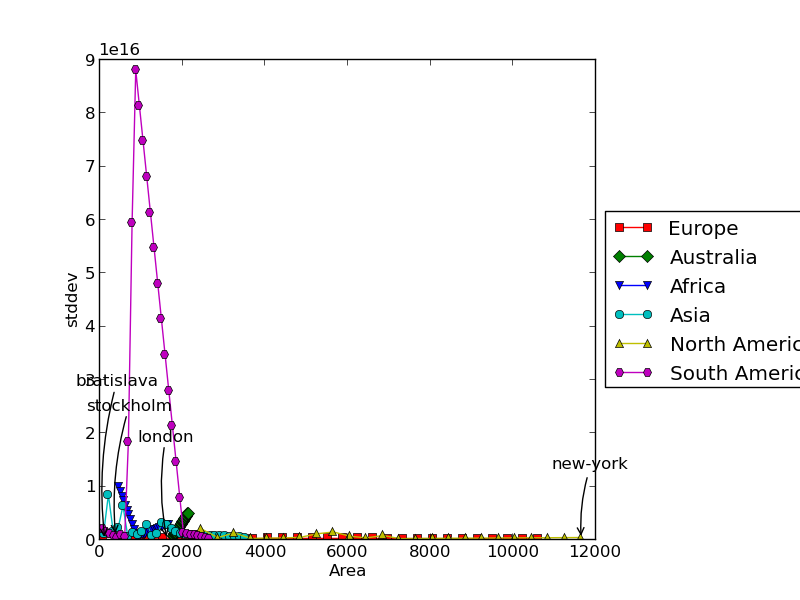 1e16
9
8
7
6
5
4
3
2
1
0
stddev
bratislava
stockholm
london
new-york
0
2000
4000
6000
8000
10000
12000
Area
Europe
Australia
Africa
Asia
North Americ
South Americ